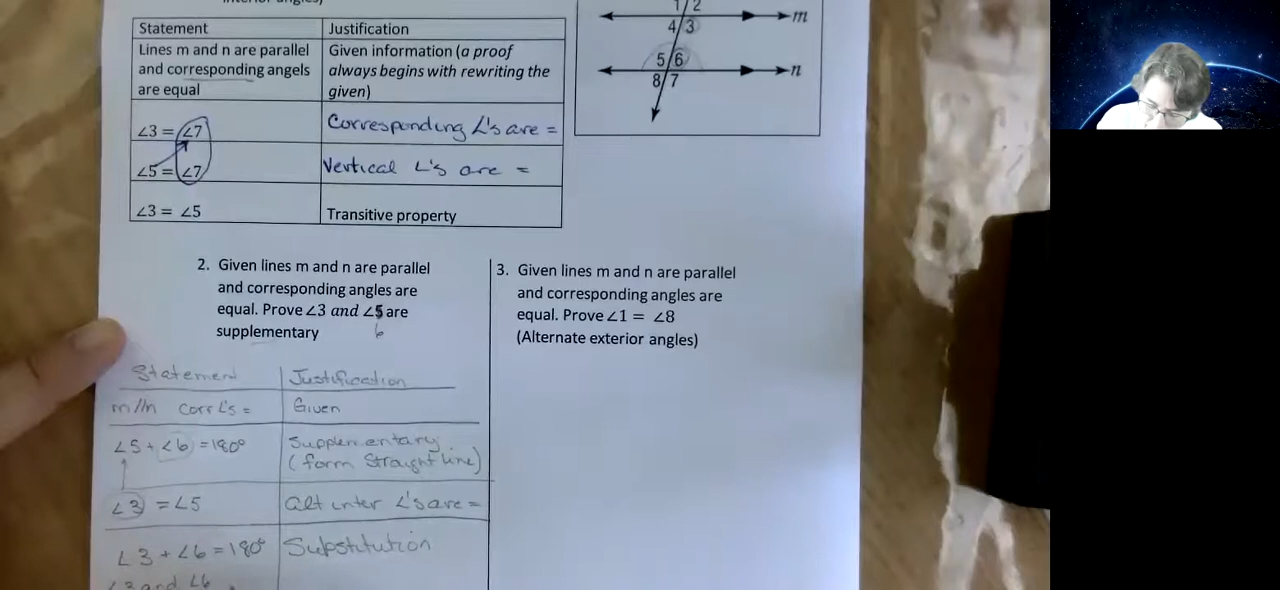 interior angles)
Statement
Justification
Lines m and n are parallel
and corresponding angels
are equal
Given information (a proof
always begins with rewriting the
given)
∠3 = ∠7
Corresponding ∠'s are =
∠5 = ∠7
Vertical ∠'s are =
∠3 = ∠5
Transitive property
1 2
m
4 3
5 6
n
8 7
2. Given lines m and n are parallel
and corresponding angles are
equal. Prove ∠3 and ∠5 are
supplementary
6
Statement
Justification
m//n corr ∠'s =
Given
∠5 + ∠6 = 180°
Supplementary
(form straight line)
∠3 = ∠5
alt inter ∠'s are =
∠3 + ∠6 = 180°
Substitution
∠3 and ∠6
3. Given lines m and n are parallel
and corresponding angles are
equal. Prove ∠1 = ∠8
(Alternate exterior angles)